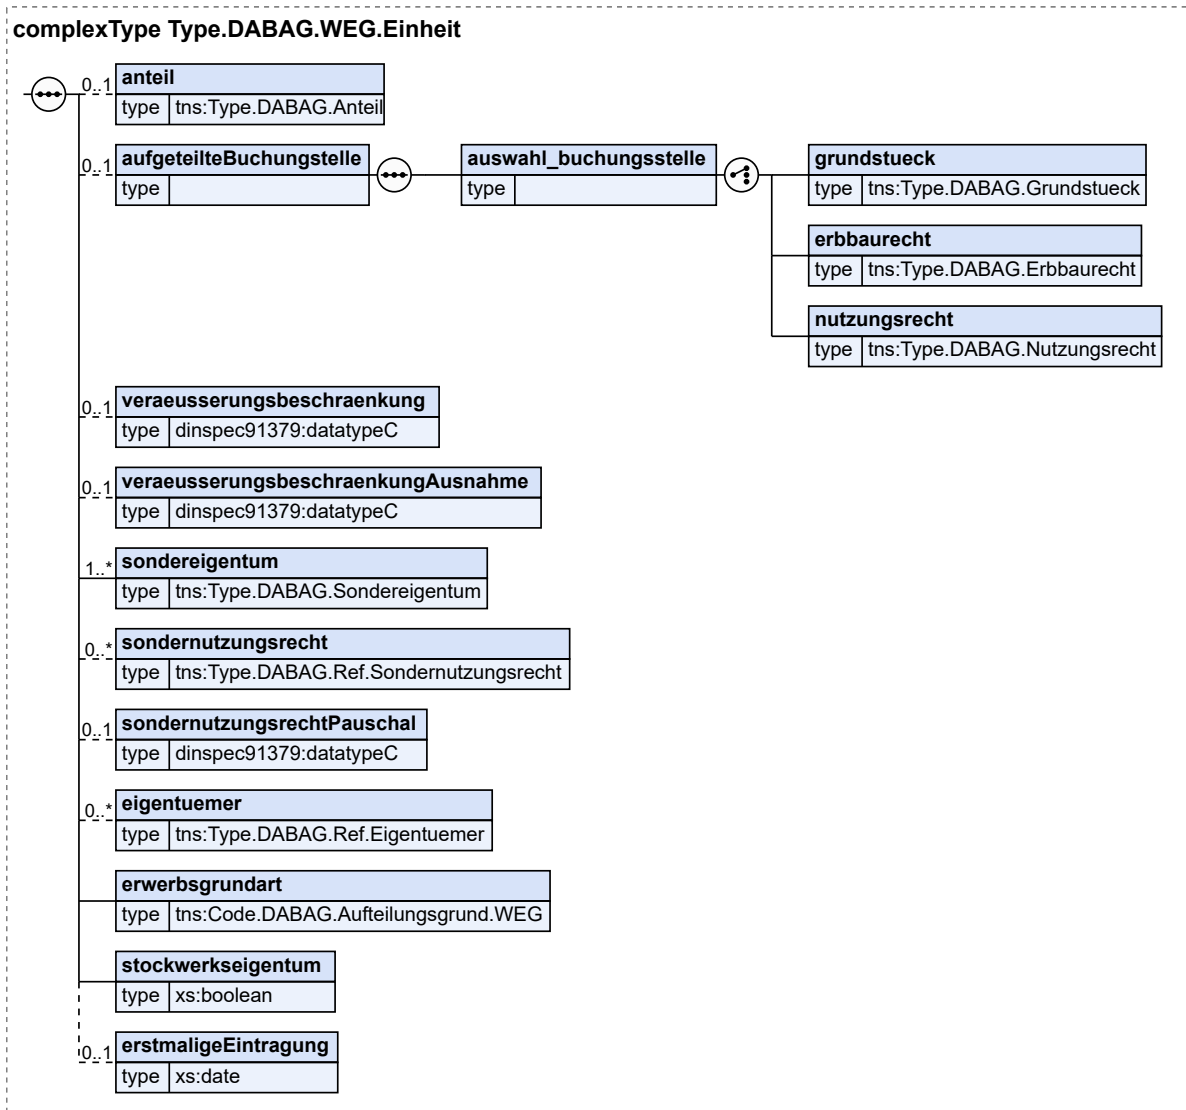 complexType Type.DABAG.WEG.Einheit
0..1 anteil
type tns:Type.DABAG.Anteil
0..1 aufgeteilteBuchungstelle auswahl_buchungsstelle grundstueck
type type type tns:Type.DABAG.Grundstueck
erbbaurecht
type tns:Type.DABAG.Erbbaurecht
nutzungsrecht
type tns:Type.DABAG.Nutzungsrecht
0..1 veraeusserungsbeschraenkung
type dinspec91379:datatypeC
0..1 veraeusserungsbeschraenkungAusnahme
type dinspec91379:datatypeC
1..* sondereigentum
type tns:Type.DABAG.Sondereigentum
0..* sondernutzungsrecht
type tns:Type.DABAG.Ref.Sondernutzungsrecht
0..1 sondernutzungsrechtPauschal
type dinspec91379:datatypeC
0..* eigentuemer
type tns:Type.DABAG.Ref.Eigentuemer
erwerbsgrundart
type tns:Code.DABAG.Aufteilungsgrund.WEG
stockwerkseigentum
type xs:boolean
0..1 erstmaligeEintragung
type xs:date